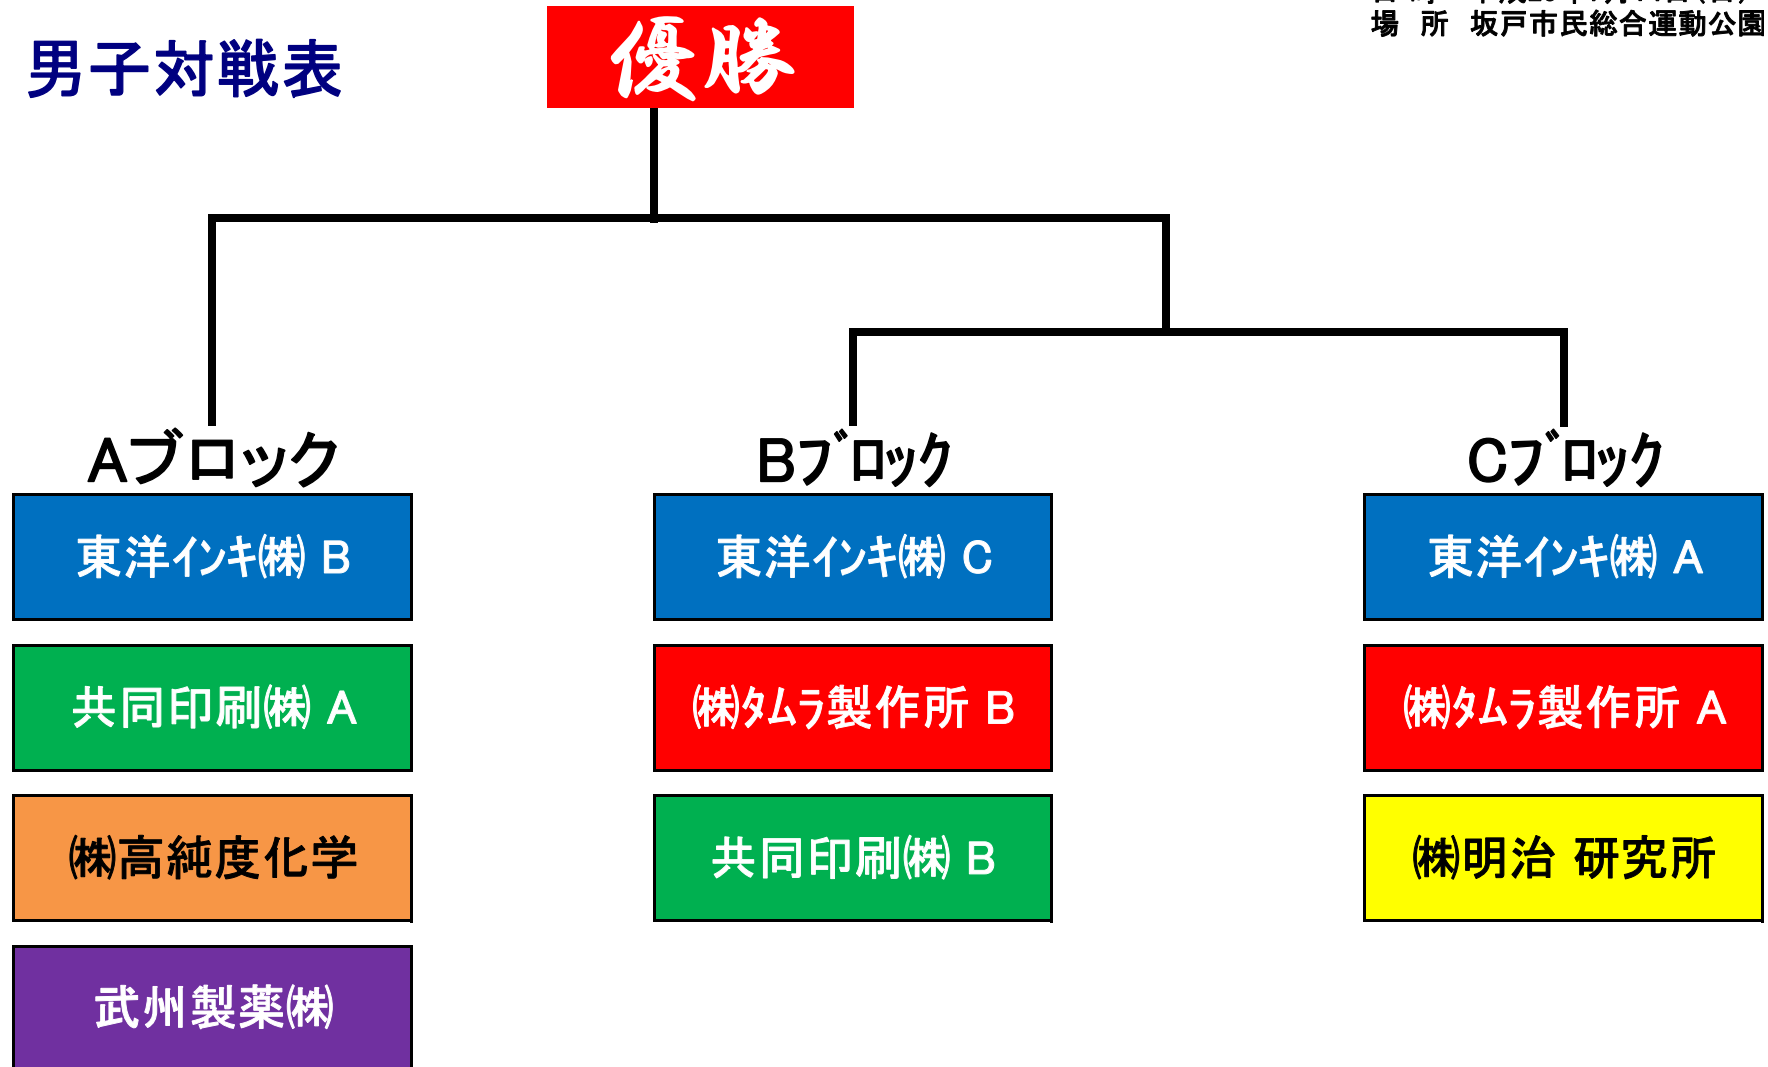 場 所 坂戸市民総合運動公園
男子対戦表
優勝
Aブロック
Bﾌﾞﾛｯｸ
Cﾌﾞﾛｯｸ
東洋インキ㈱ B
東洋ｲﾝｷ㈱ C
東洋ｲﾝｷ㈱ A
共同印刷㈱ A
㈱ﾀﾑﾗ製作所 B
㈱ﾀﾑﾗ製作所 A
㈱高純度化学
共同印刷㈱ B
㈱明治 研究所
武州製薬㈱